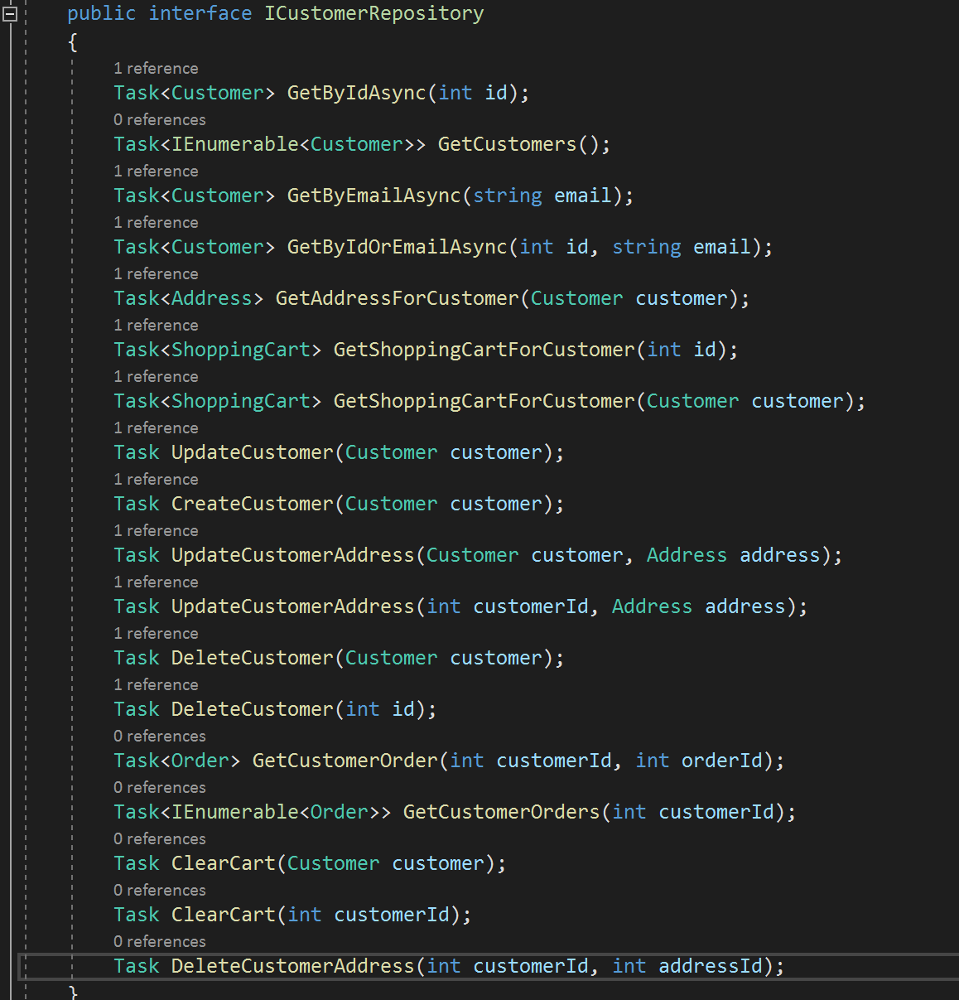 public interface ICustomerRepository
{
1 reference
Task<Customer> GetByIdAsync(int id);
0 references
Task<IEnumerable<Customer>> GetCustomers();
1 reference
Task<Customer> GetByEmailAsync(string email);
1 reference
Task<Customer> GetByIdOrEmailAsync(int id, string email);
1 reference
Task<Address> GetAddressForCustomer(Customer customer);
1 reference
Task<ShoppingCart> GetShoppingCartForCustomer(int id);
1 reference
Task<ShoppingCart> GetShoppingCartForCustomer(Customer customer);
1 reference
Task UpdateCustomer(Customer customer);
1 reference
Task CreateCustomer(Customer customer);
1 reference
Task UpdateCustomerAddress(Customer customer, Address address);
1 reference
Task UpdateCustomerAddress(int customerId, Address address);
1 reference
Task DeleteCustomer(Customer customer);
1 reference
Task DeleteCustomer(int id);
0 references
Task<Order> GetCustomerOrder(int customerId, int orderId);
0 references
Task<IEnumerable<Order>> GetCustomerOrders(int customerId);
0 references
Task ClearCart(Customer customer);
0 references
Task ClearCart(int customerId);
0 references
Task DeleteCustomerAddress(int customerId, int addressId);
}